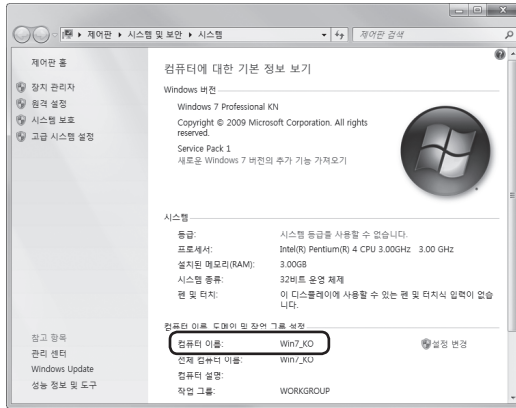 제어판 ▸ 시스템 및 보안 ▸ 시스템
제어판 검색
제어판 홈
장치 관리자
원격 설정
시스템 보호
고급 시스템 설정
참고 항목
관리 센터
Windows Update
성능 정보 및 도구
컴퓨터에 대한 기본 정보 보기
Windows 버전
Windows 7 Professional KN
Copyright © 2009 Microsoft Corporation. All rights
reserved.
Service Pack 1
새로운 Windows 7 버전의 추가 기능 가져오기
시스템
등급: 시스템 등급을 사용할 수 없습니다.
프로세서: Intel(R) Pentium(R) 4 CPU 3.00GHz 3.00 GHz
설치된 메모리(RAM): 3.00GB
시스템 종류: 32비트 운영 체제
펜 및 터치: 이 디스플레이에 사용할 수 있는 펜 및 터치식 입력이 없습
니다.
컴퓨터 이름, 도메인 및 작업 그룹 설정
컴퓨터 이름: Win7_KO 설정 변경
전체 컴퓨터 이름: Win7_KO
컴퓨터 설명:
작업 그룹: WORKGROUP